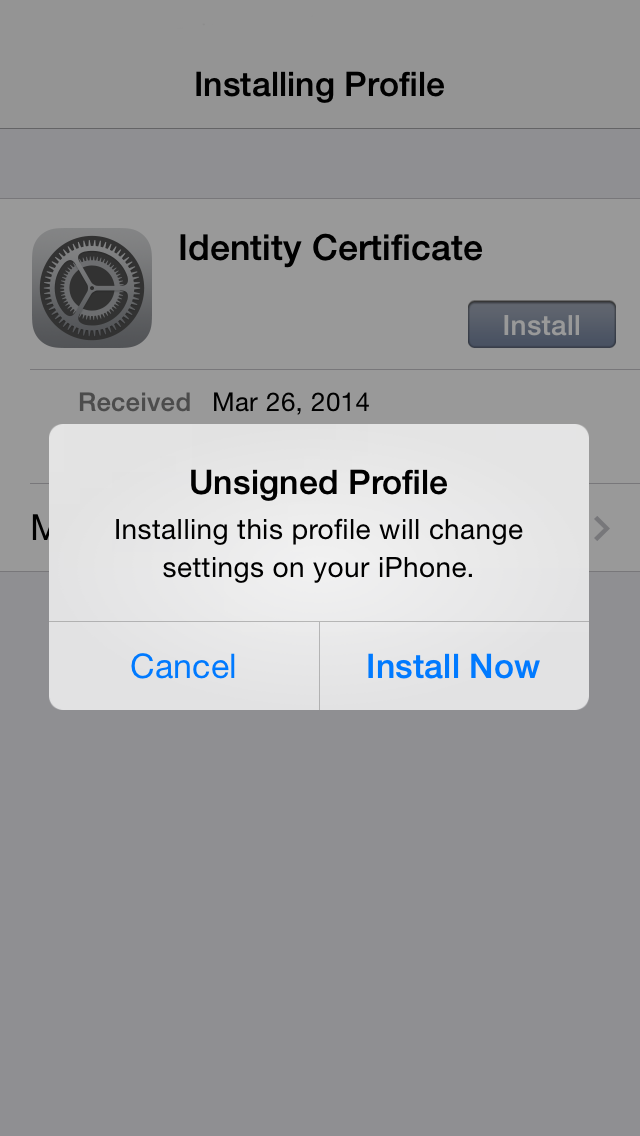 Installing Profile
Identity Certificate
Install
Received Mar 26, 2014
Unsigned Profile
Installing this profile will change
settings on your iPhone.
Cancel Install Now